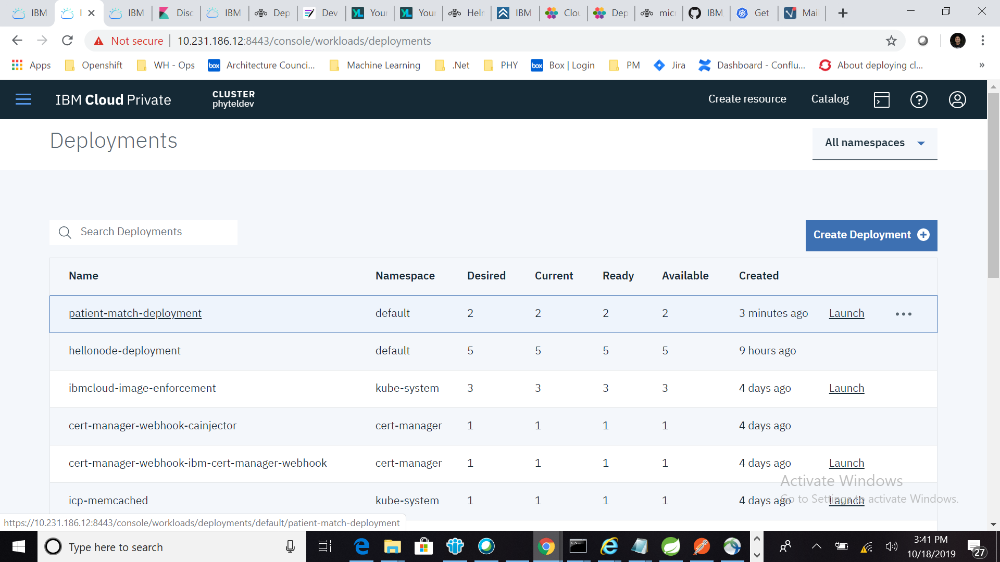 IBM I IBM Disc IBM Dep Dev Your Your Helm IBM Clou Dep micr IBM Get Mail
Not secure 10.231.186.12:8443/console/workloads/deployments
Apps Openshift WH - Ops box Architecture Counci... Machine Learning .Net PHY box Box | Login PM Jira Dashboard - Conflu... About deploying cl... »
IBM Cloud Private CLUSTER Create resource Catalog
phyteldev
Deployments All namespaces
Search Deployments Create Deployment
Name Namespace Desired Current Ready Available Created
patient-match-deployment default 2 2 2 2 3 minutes ago Launch
hellonode-deployment default 5 5 5 5 9 hours ago
ibmcloud-image-enforcement kube-system 3 3 3 3 4 days ago Launch
cert-manager-webhook-cainjector cert-manager 1 1 1 1 4 days ago
cert-manager-webhook-ibm-cert-manager-webhook cert-manager 1 1 1 1 4 days ago Launch
Activate Windows
icp-memcached kube-system 1 1 1 1 4 days ago Launch
Go to Settings to activate Windows.
https://10.231.186.12:8443/console/workloads/deployments/default/patient-match-deployment
Type here to search 3:41 PM
10/18/2019 27